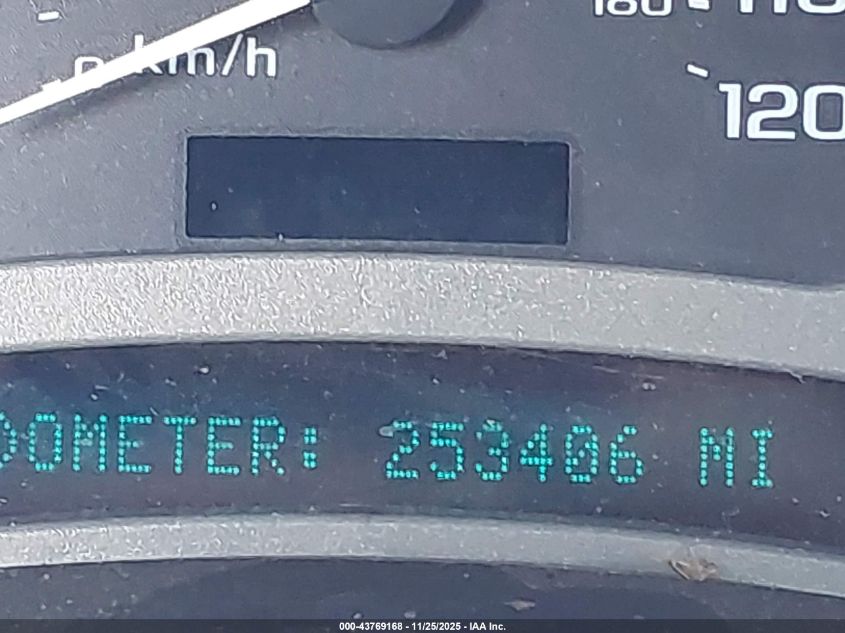 km/h
120
DOMETER: 253406 MI
000-43769168 - 11/25/2025 - IAA Inc.